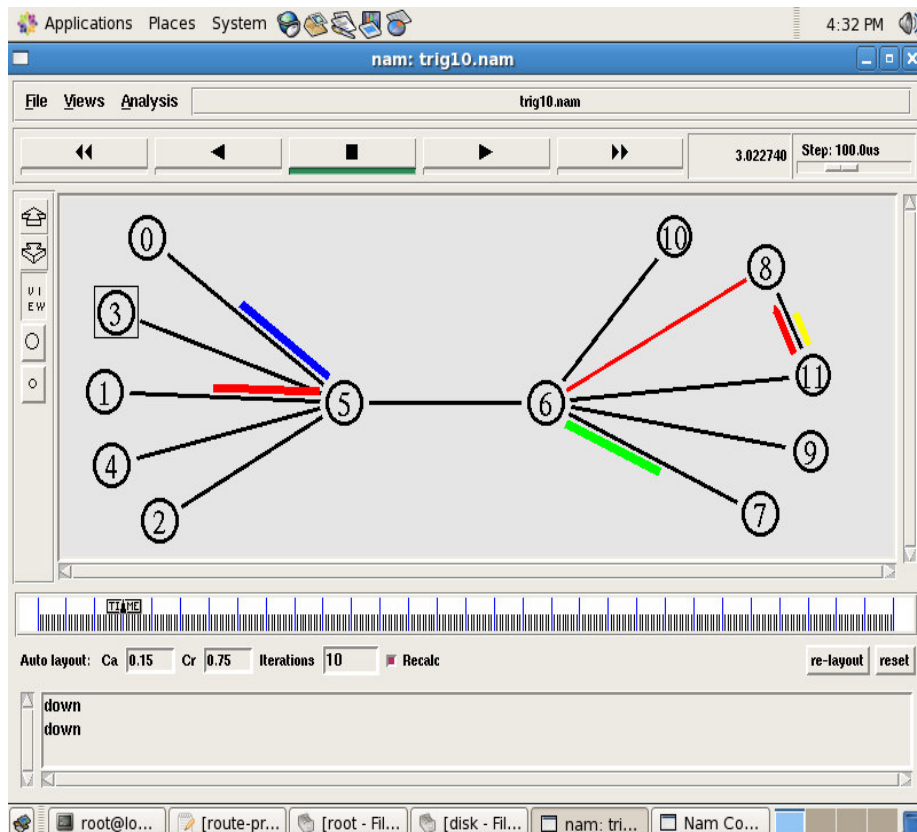 Applications Places System 4:32 PM
nam: trig10.nam
File Views Analysis trig10.nam
3.022740 Step: 100.0us
VI
EW
0
10
8
3
1
11
5
6
4
9
2
7
TIME
Auto layout: Ca 0.15 Cr 0.75 Iterations 10 Recalc re-layout reset
down
down
root@lo... [route-pr... [root - Fil... [disk - Fil... nam: tri... Nam Co...